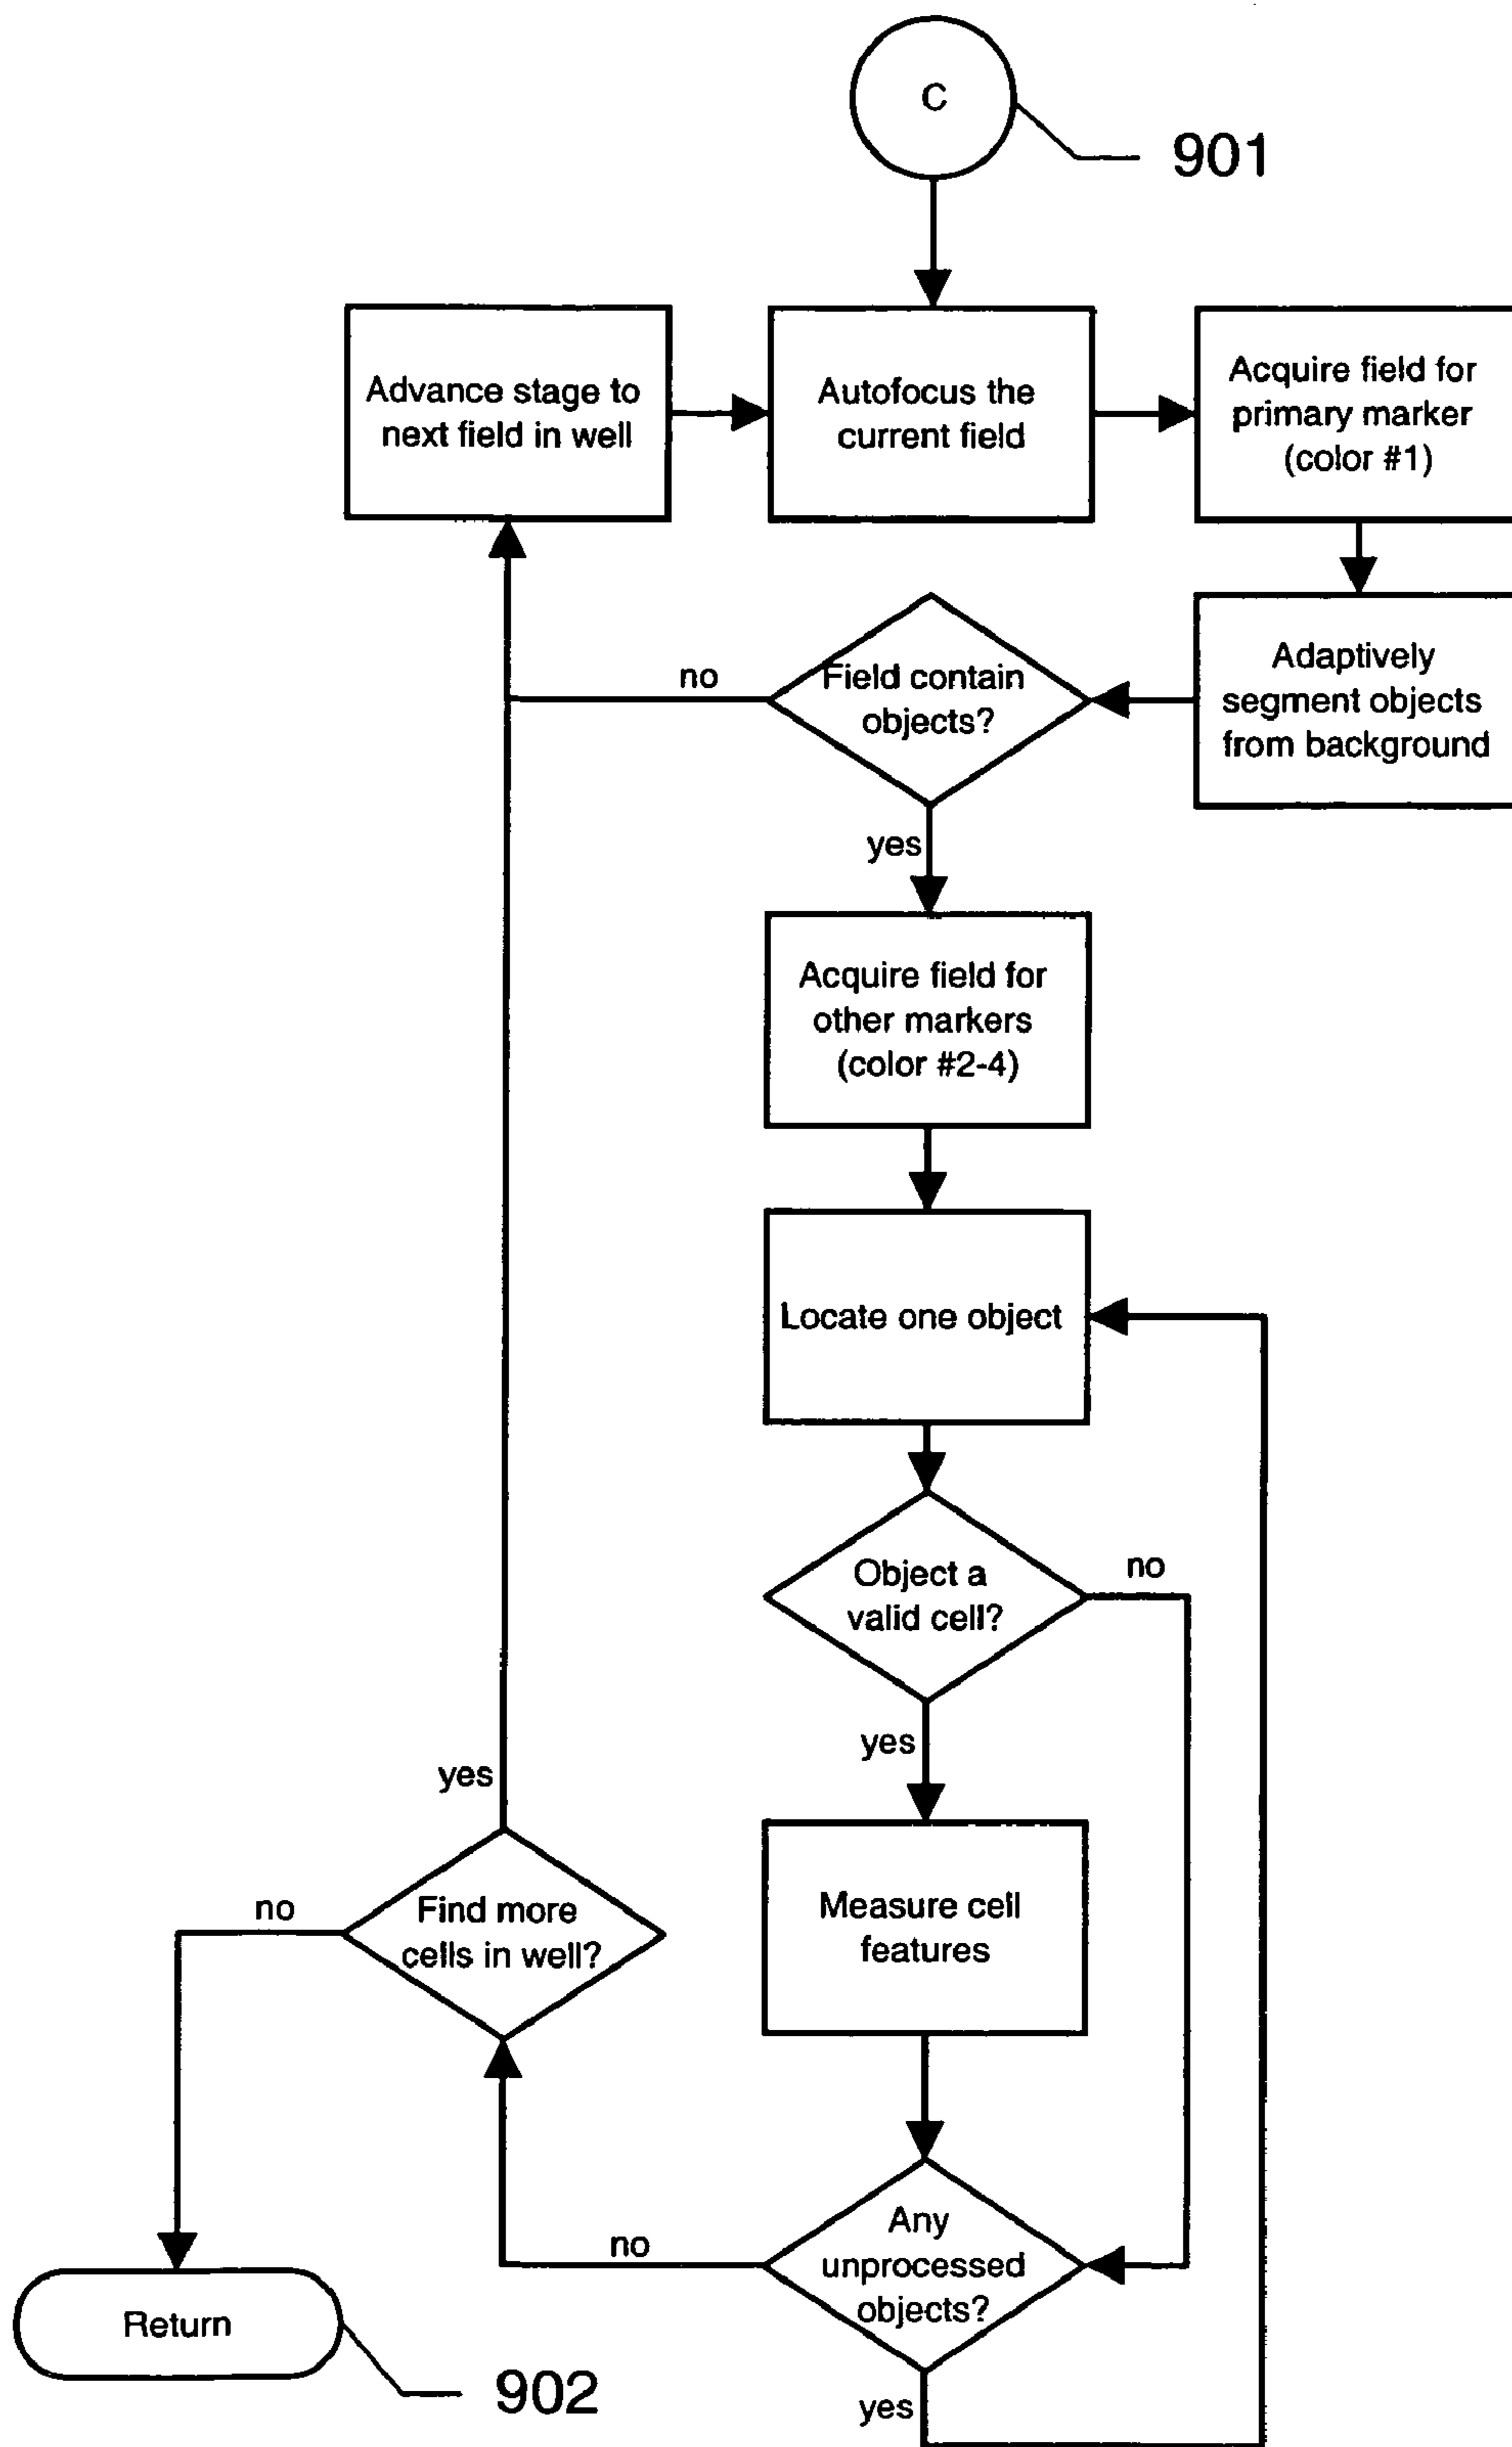 C
901
Advance stage to
next field in well
Autofocus the
current field
Acquire field for
primary marker
(color #1)
Adaptively
segment objects
from background
Field contain
objects?
no
yes
Acquire field for
other markers
(color #2-4)
Locate one object
Object a
valid cell?
no
yes
Measure cell
features
Any
unprocessed
objects?
no
yes
Find more
cells in well?
yes
no
Return
902